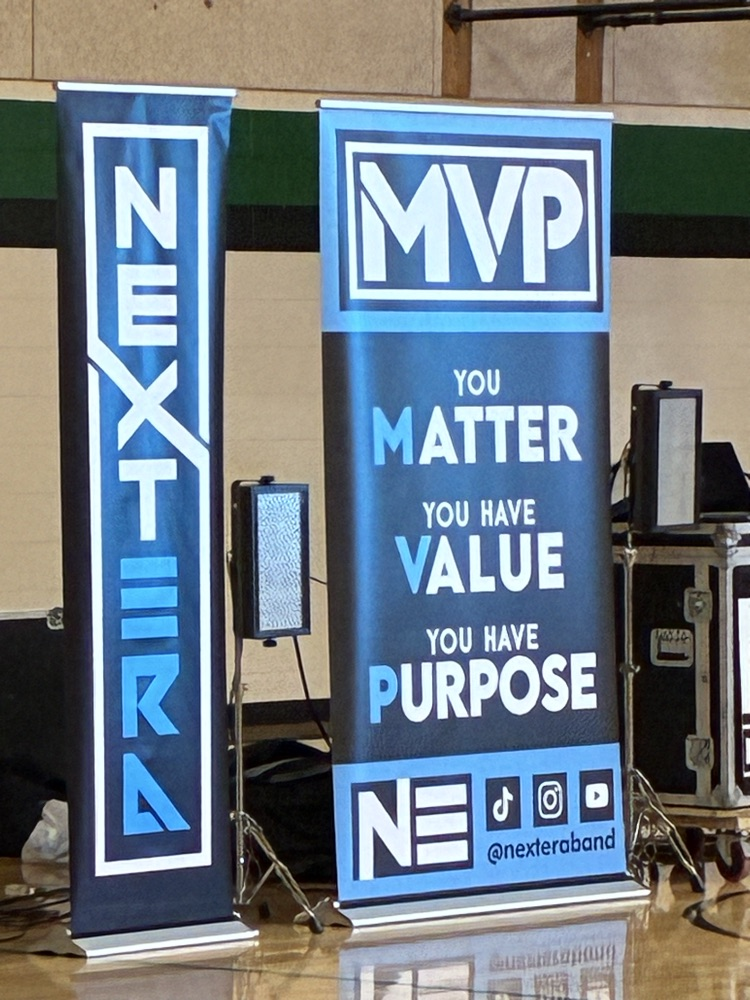 NEXTERA
MVP
YOU
MATTER
YOU HAVE
VALUE
YOU HAVE
PURPOSE
NE
@nexteraband